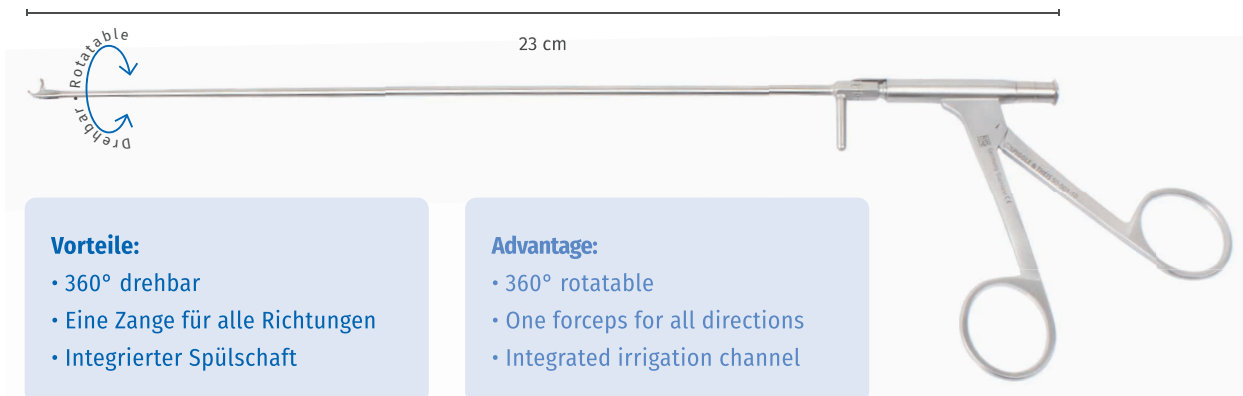 23 cm
Drehbar • Rotatable
Vorteile:
• 360° drehbar
• Eine Zange für alle Richtungen
• Integrierter Spülschaft
Advantage:
• 360° rotatable
• One forceps for all directions
• Integrated irrigation channel